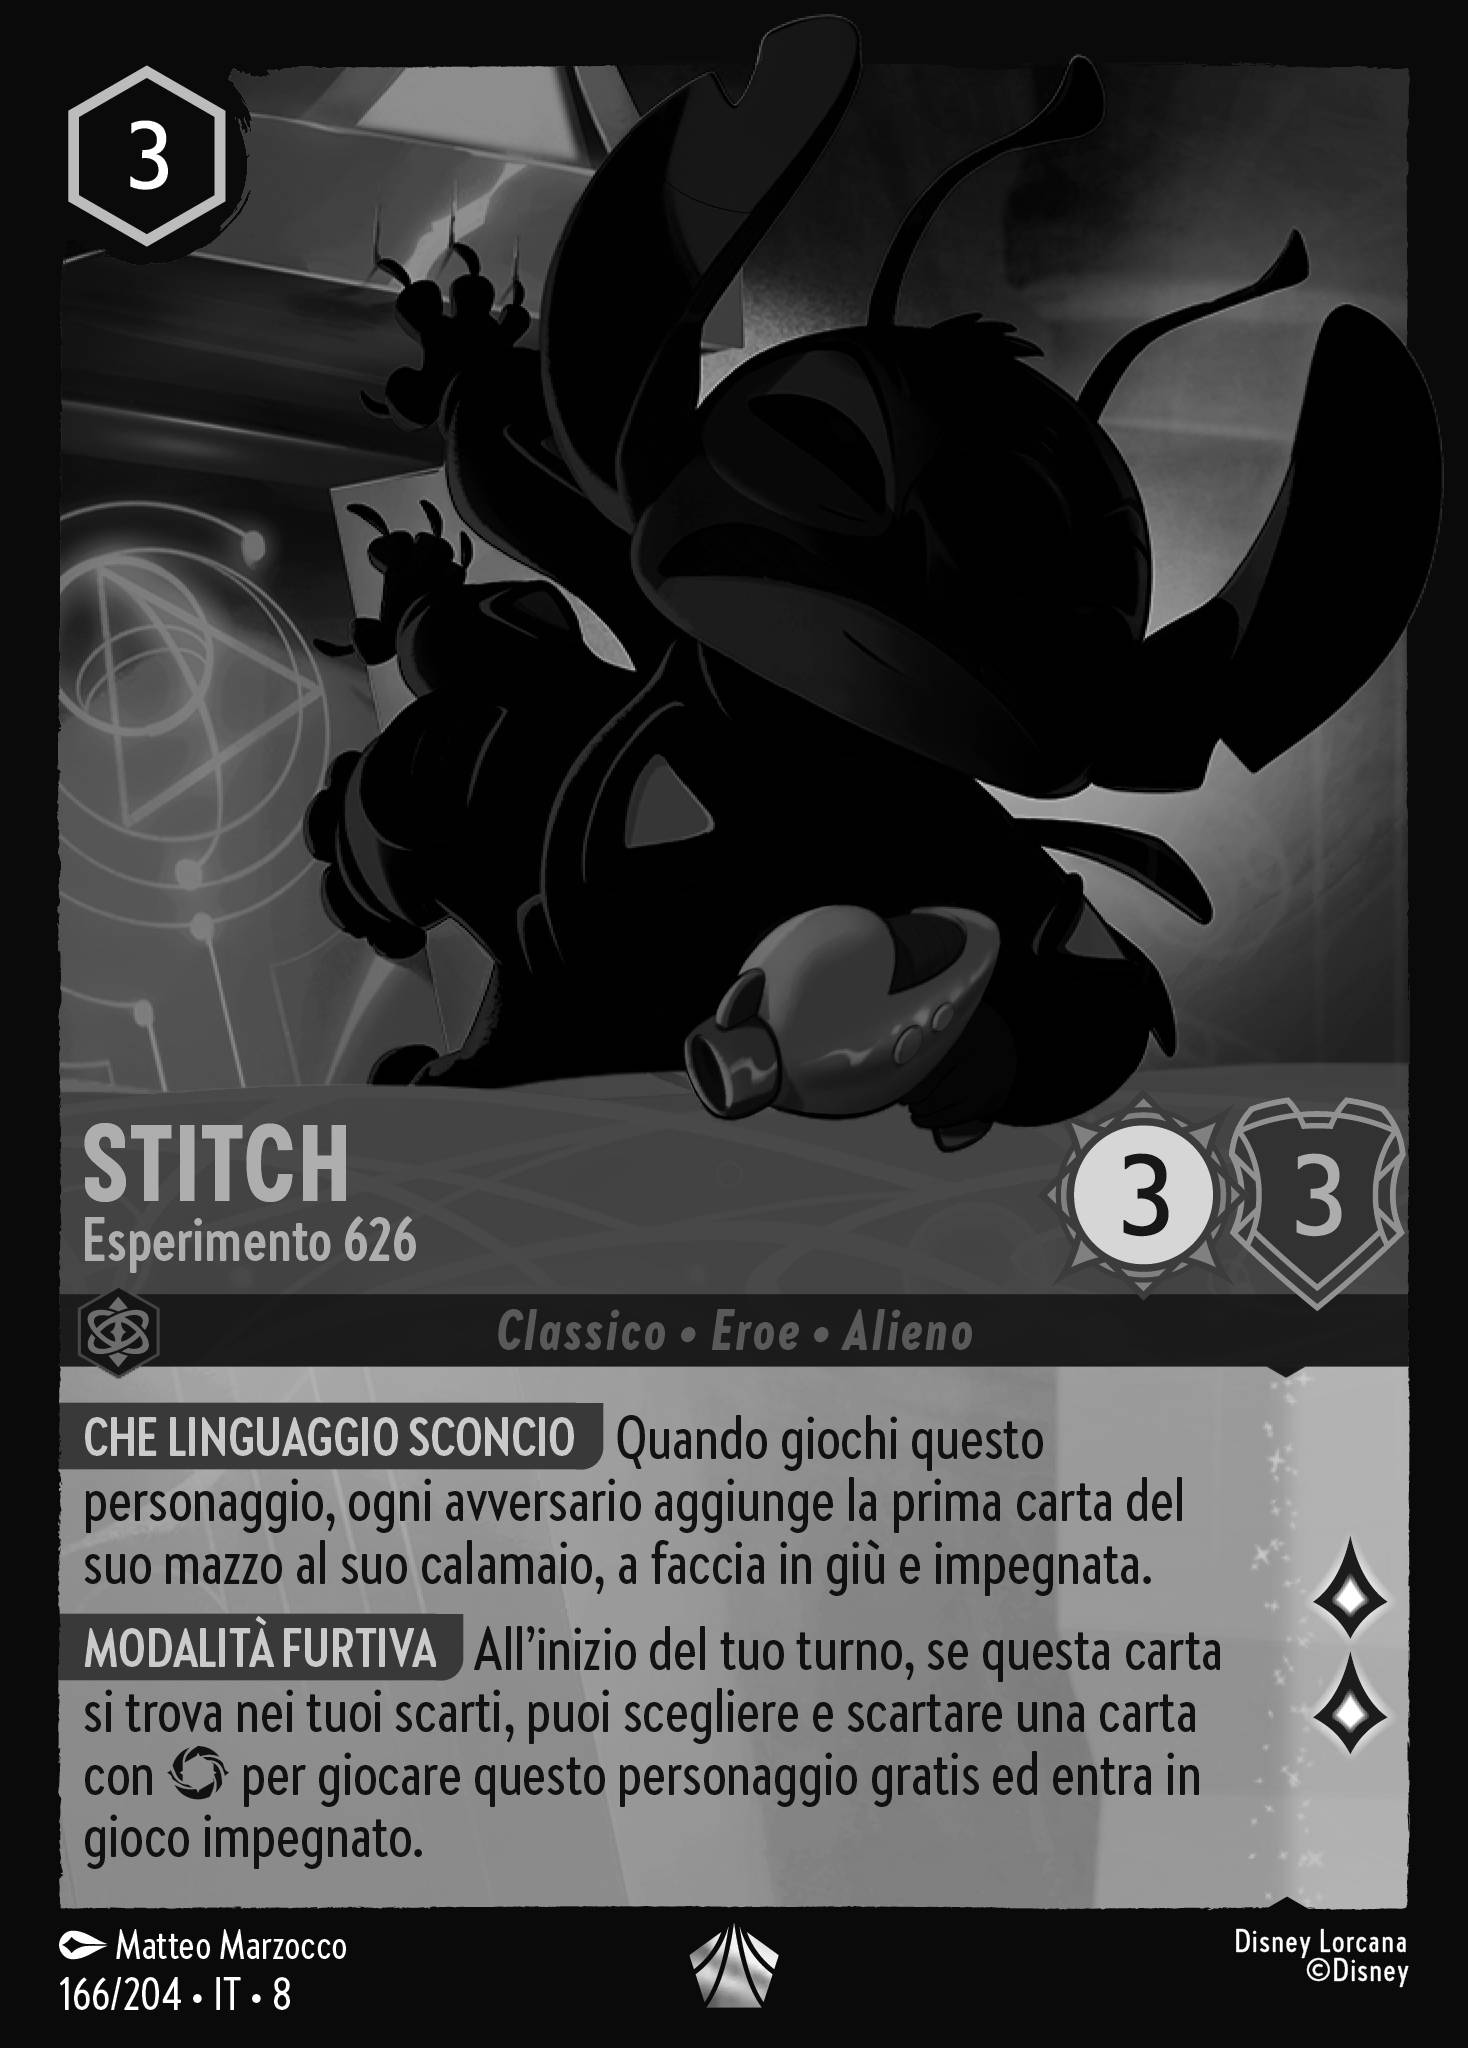 3
STITCH
Esperimento 626
3
3
Classico • Eroe • Alieno
CHE LINGUAGGIO SCONCIO Quando giochi questo
personaggio, ogni avversario aggiunge la prima carta del
suo mazzo al suo calamaio, a faccia in giù e impegnata.
MODALITÀ FURTIVA All’inizio del tuo turno, se questa carta
si trova nei tuoi scarti, puoi scegliere e scartare una carta
con per giocare questo personaggio gratis ed entra in
gioco impegnato.
Matteo Marzocco
166/204 • IT • 8
Disney Lorcana
©Disney